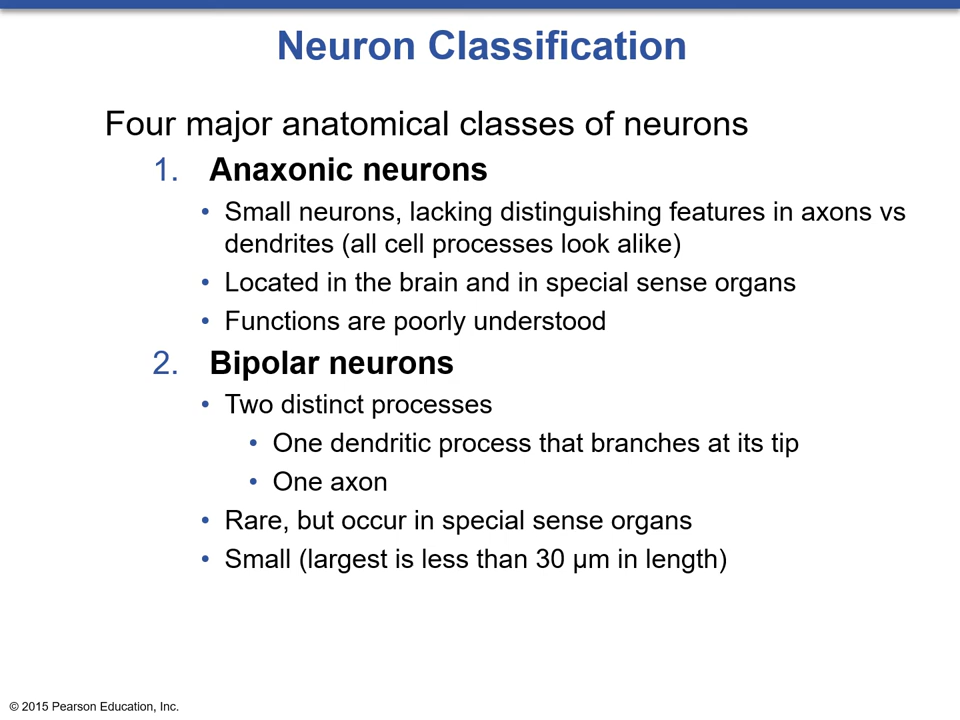 Neuron Classification
Four major anatomical classes of neurons
1. Anaxonic neurons
• Small neurons, lacking distinguishing features in axons vs
dendrites (all cell processes look alike)
• Located in the brain and in special sense organs
• Functions are poorly understood
2. Bipolar neurons
• Two distinct processes
• One dendritic process that branches at its tip
• One axon
• Rare, but occur in special sense organs
• Small (largest is less than 30 μm in length)
© 2015 Pearson Education, Inc.